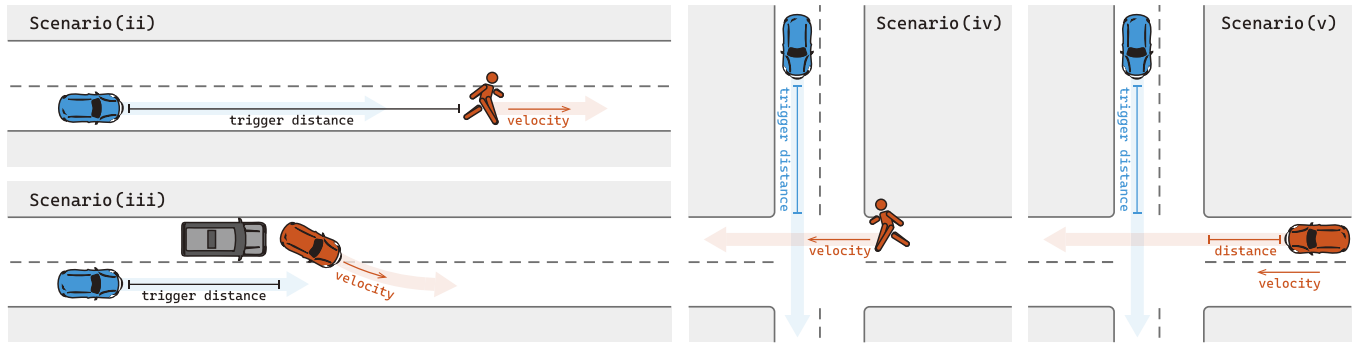 Scenario(ii)
trigger distance
velocity
Scenario(iii)
trigger distance
velocity
Scenario(iv)
trigger distance
velocity
Scenario(v)
trigger distance
distance
velocity